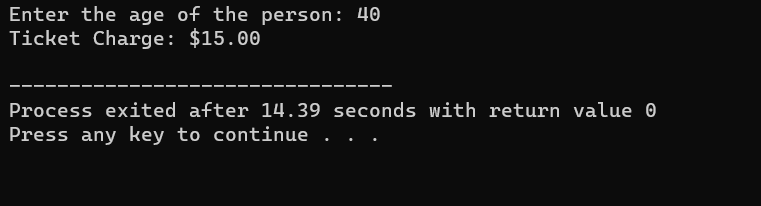 Enter the age of the person: 40
Ticket Charge: $15.00
--------------------------------
Process exited after 14.39 seconds with return value 0
Press any key to continue . . .